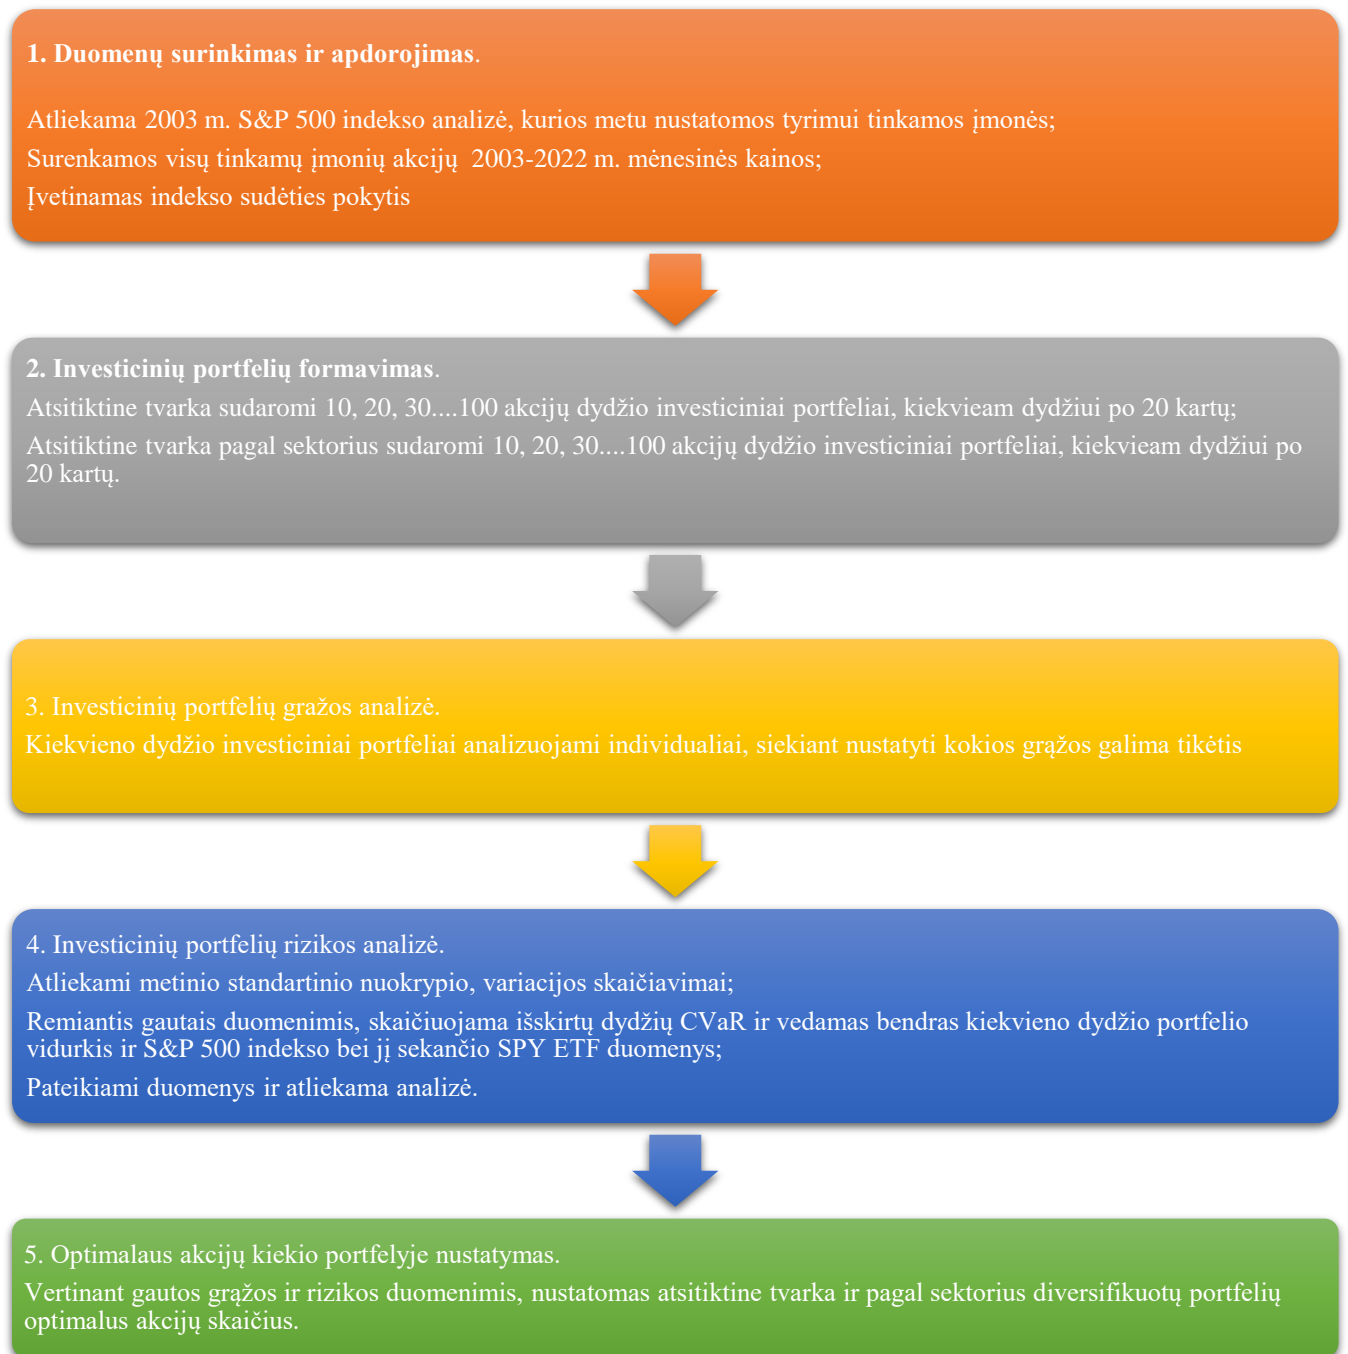 1. Duomenų surinkimas ir apdorojimas.
Atliekama 2003 m. S&P 500 indekso analizė, kurios metu nustatomos tyrimui tinkamos įmonės;
Surenkamos visų tinkamų įmonių akcijų 2003-2022 m. mėnesinės kainos;
Įvetinamas indekso sudėties pokytis
2. Investicinių portfelių formavimas.
Atsitiktine tvarka sudaromi 10, 20, 30....100 akcijų dydžio investiciniai portfeliai, kiekvieam dydžiui po 20 kartų;
Atsitiktine tvarka pagal sektorius sudaromi 10, 20, 30....100 akcijų dydžio investiciniai portfeliai, kiekvieam dydžiui po
20 kartų.
3. Investicinių portfelių gražos analizė.
Kiekvieno dydžio investiciniai portfeliai analizuojami individualiai, siekiant nustatyti kokios grąžos galima tikėtis
4. Investicinių portfelių rizikos analizė.
Atliekami metinio standartinio nuokrypio, variacijos skaičiavimai;
Remiantis gautais duomenimis, skaičiuojama išskirtų dydžių CVaR ir vedamas bendras kiekvieno dydžio portfelio
vidurkis ir S&P 500 indekso bei jį sekančio SPY ETF duomenys;
Pateikiami duomenys ir atliekama analizė.
5. Optimalaus akcijų kiekio portfelyje nustatymas.
Vertinant gautos grąžos ir rizikos duomenimis, nustatomas atsitiktine tvarka ir pagal sektorius diversifikuotų portfelių
optimalus akcijų skaičius.